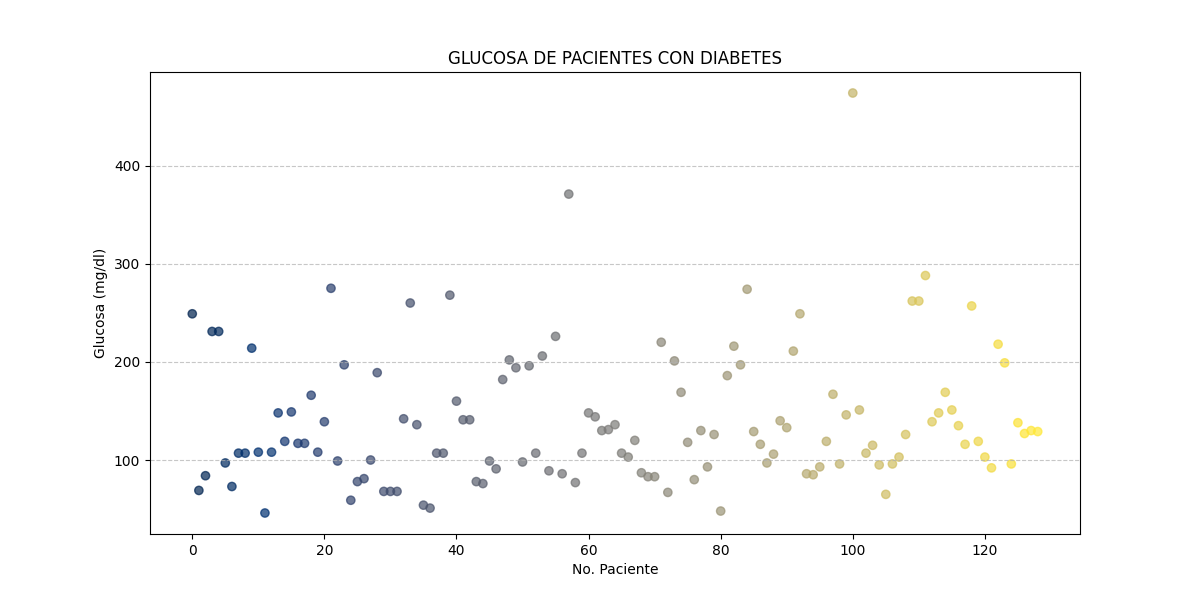 GLUCOSA DE PACIENTES CON DIABETES
Glucosa (mg/dl)
400
300
200
100
0 20 40 60 80 100 120
No. Paciente